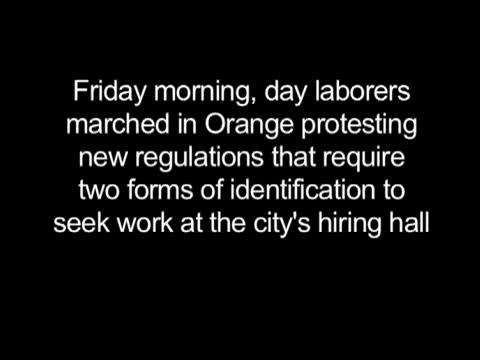 Friday morning, day laborers
marched in Orange protesting
new regulations that require
two forms of identification to
seek work at the city's hiring hall